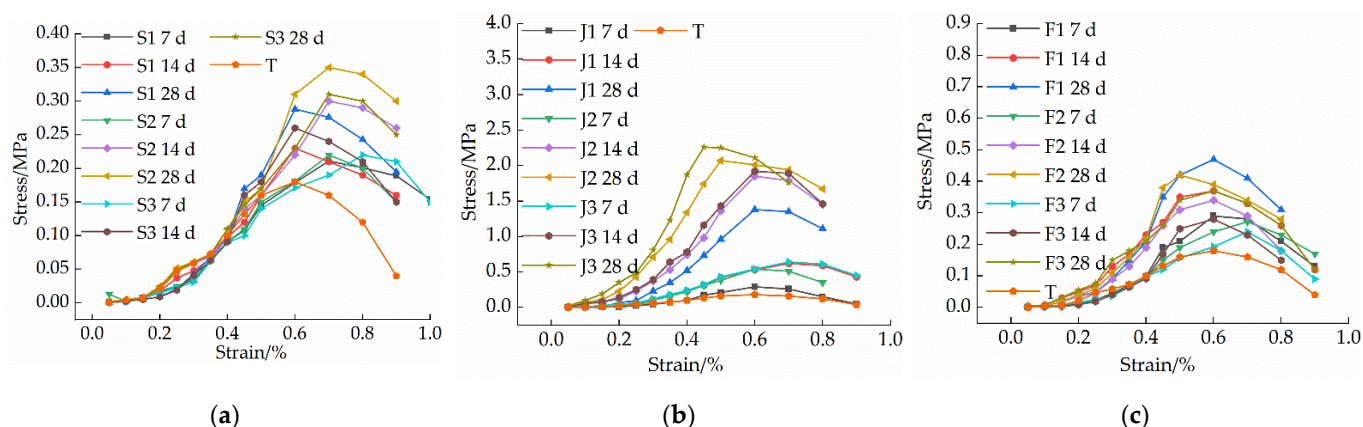 0.40
0.35
0.30
0.25
0.20
0.15
0.10
0.05
0.00
Stress/MPa
S1 7 d
S1 14 d
S1 28 d
S2 7 d
S2 14 d
S2 28 d
S3 7 d
S3 14 d
S3 28 d
T
0.0 0.2 0.4 0.6 0.8 1.0
Strain/%
(a)
4.0
3.5
3.0
2.5
2.0
1.5
1.0
0.5
0.0
Stress/MPa
J1 7 d
J1 14 d
J1 28 d
J2 7 d
J2 14 d
J2 28 d
J3 7 d
J3 14 d
J3 28 d
T
0.0 0.2 0.4 0.6 0.8 1.0
Strain/%
(b)
0.9
0.8
0.7
0.6
0.5
0.4
0.3
0.2
0.1
0.0
Stress/MPa
F1 7 d
F1 14 d
F1 28 d
F2 7 d
F2 14 d
F2 28 d
F3 7 d
F3 14 d
F3 28 d
T
0.0 0.2 0.4 0.6 0.8 1.0
Strain/%
(c)